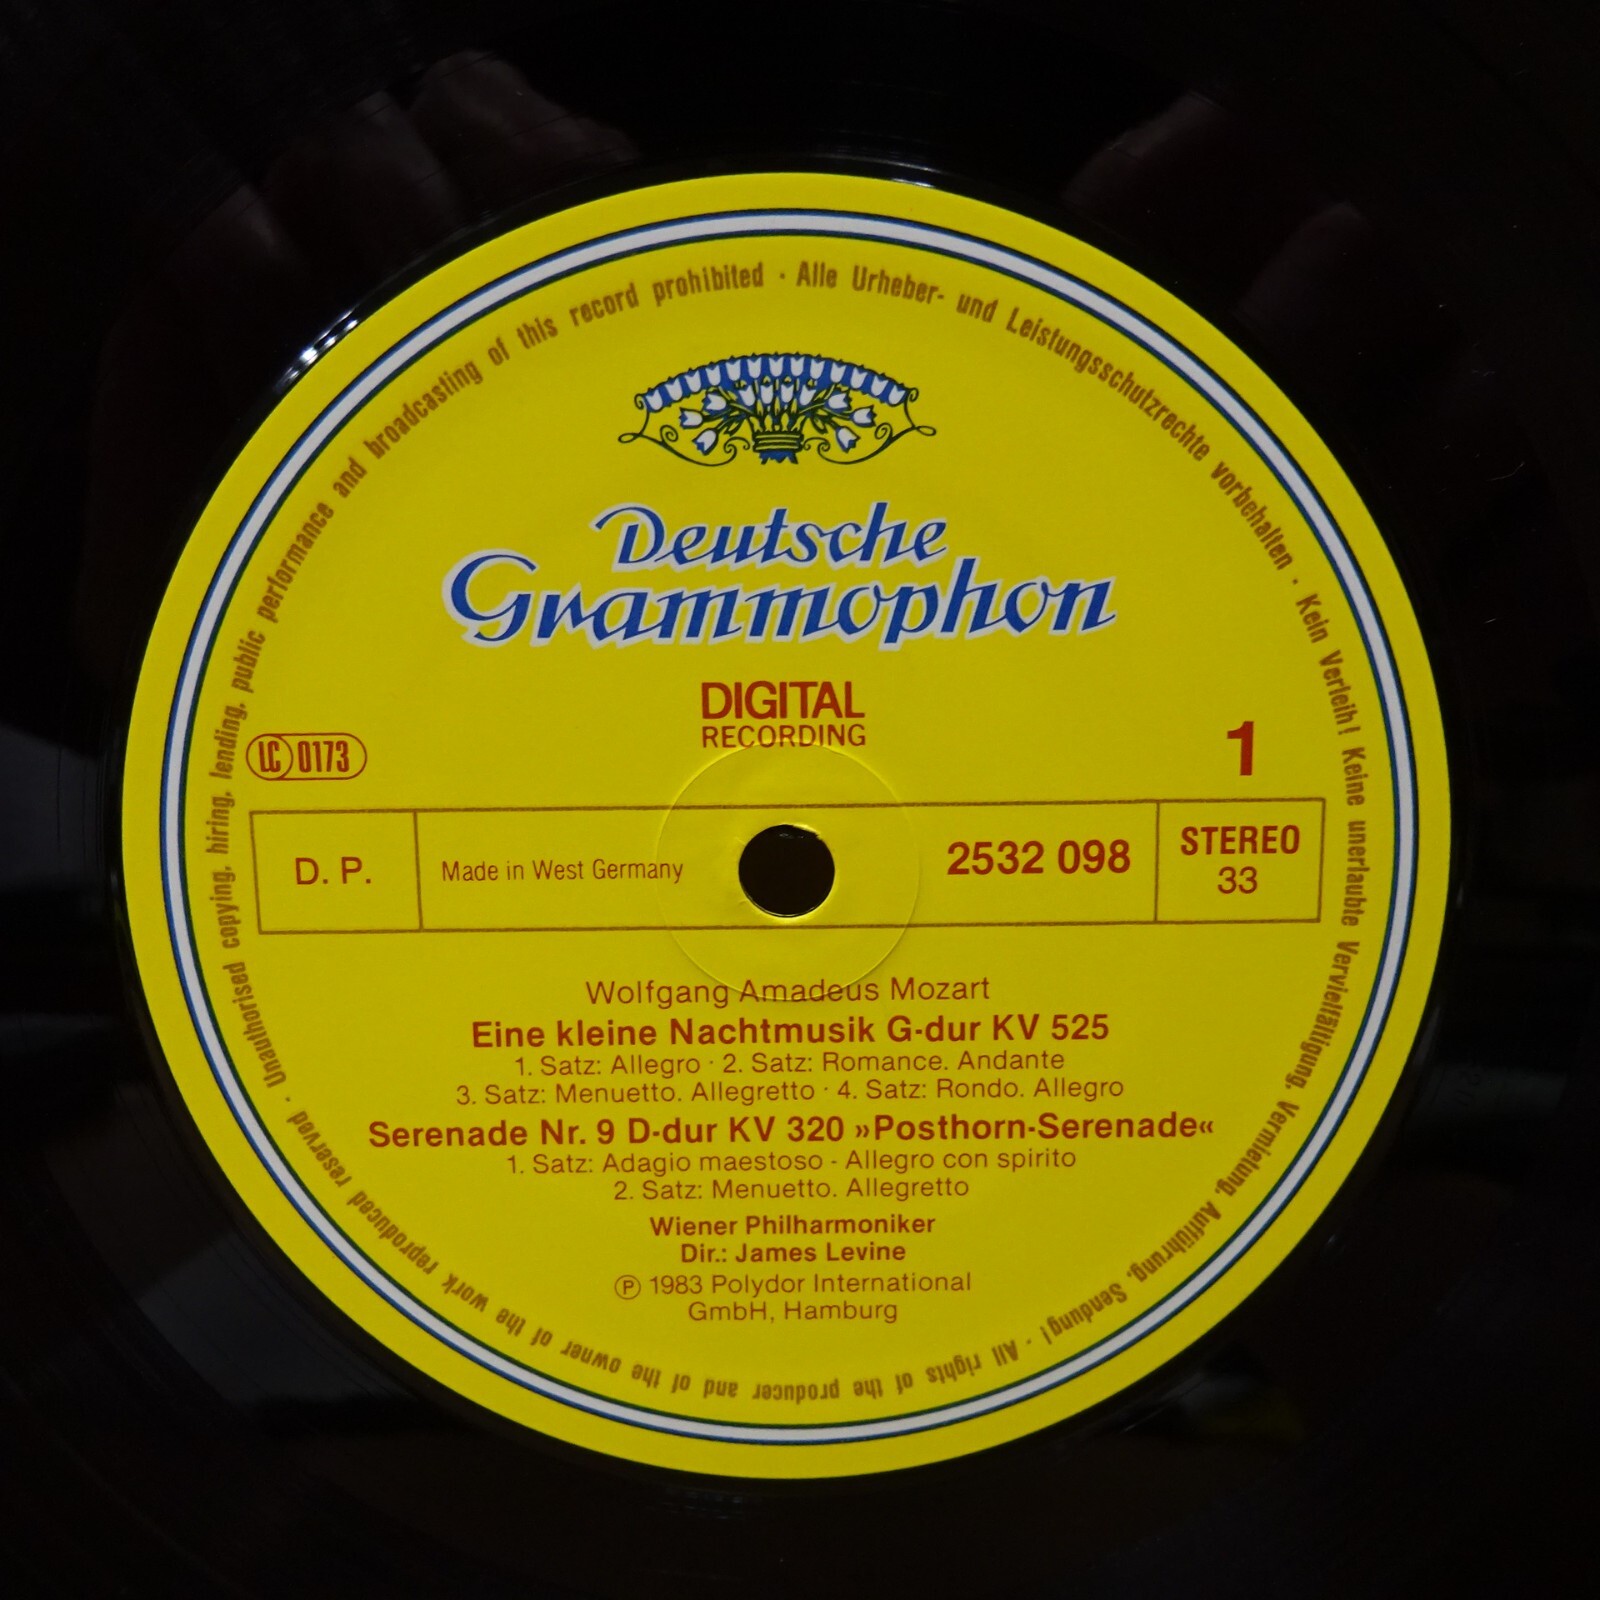 Alle Urheber- und Leistungsschutzrechte vorbehalten · Kein Verleih! Keine unerlaubte Vervielfältigung, Vermietung, Aufführung, Sendung! · All rights of the producer and of the owner of the work reproduced reserved · Unauthorised copying, hiring, lending, public performance and broadcasting of this record prohibited ·
Deutsche
Grammophon
DIGITAL
RECORDING
LC 0173
1
D. P.
Made in West Germany
2532 098
STEREO
33
Wolfgang Amadeus Mozart
Eine kleine Nachtmusik G-dur KV 525
1. Satz: Allegro · 2. Satz: Romance. Andante
3. Satz: Menuetto. Allegretto · 4. Satz: Rondo. Allegro
Serenade Nr. 9 D-dur KV 320 »Posthorn-Serenade«
1. Satz: Adagio maestoso - Allegro con spirito
2. Satz: Menuetto. Allegretto
Wiener Philharmoniker
Dir.: James Levine
℗ 1983 Polydor International
GmbH, Hamburg